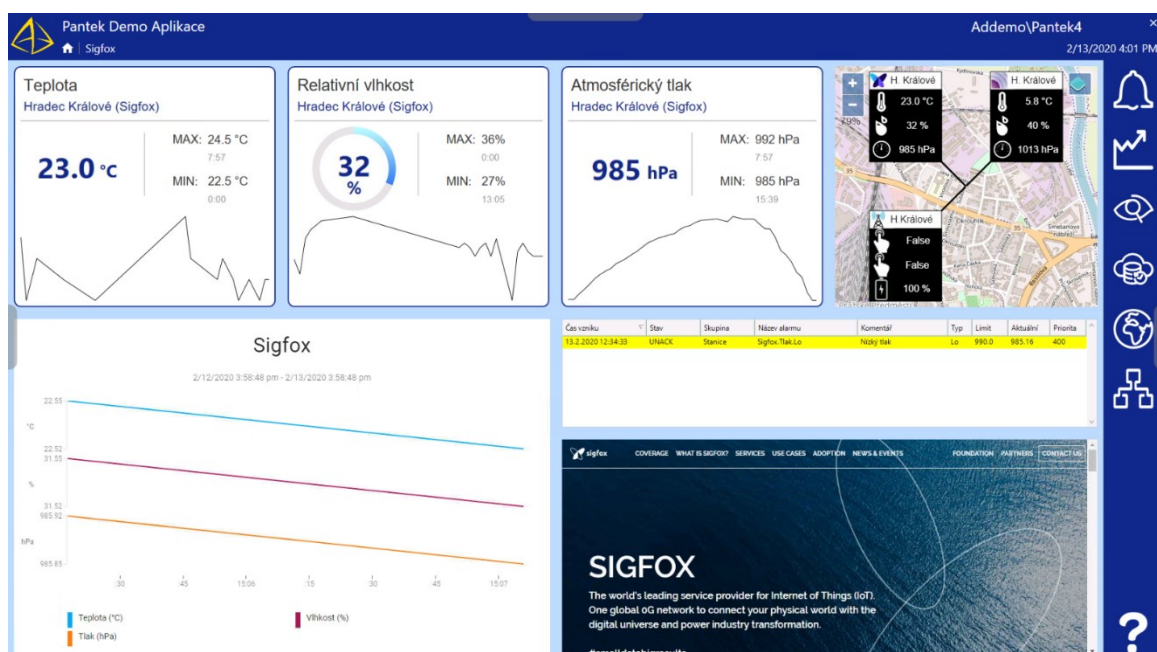 Pantek Demo Aplikace
Addemo\Pantek4
Sigfox
2/13/2020 4:01 PM
Teplota
Hradec Králové (Sigfox)
23.0 °C
MAX: 24.5 °C
7:57
MIN: 22.5 °C
0:00
Relativní vlhkost
Hradec Králové (Sigfox)
32
%
MAX: 36%
0:00
MIN: 27%
13:05
Atmosférický tlak
Hradec Králové (Sigfox)
985 hPa
MAX: 992 hPa
7:57
MIN: 985 hPa
15:39
H. Králové
23.0 °C
32 %
985 hPa
H. Králové
5.8 °C
40 %
1013 hPa
H.Králové
False
False
100 %
Sigfox
2/12/2020 3:58:48 pm - 2/13/2020 3:58:48 pm
22.55
°C
22.52
31.55
%
31.52
985.92
hPa
985.65
:30 :45 15:06 :15 :30 :45 15:07
Teplota (°C)
Vlhkost (%)
Tlak (hPa)
Čas vzniku Stav Skupina Název alarmu Komentář Typ Limit Aktuální Priorita
13.2.2020 12:34:33 UNACK Stanice Sigfox.Tlak.Lo Nízký tlak Lo 990.0 985.16 400
sigfox COVERAGE WHAT IS SIGFOX? SERVICES USE CASES ADOPTION NEWS & EVENTS FOUNDATION PARTNERS CONTACT US
SIGFOX
The world's leading service provider for Internet of Things (IoT).
One global 0G network to connect your physical world with the
digital universe and power industry transformation.